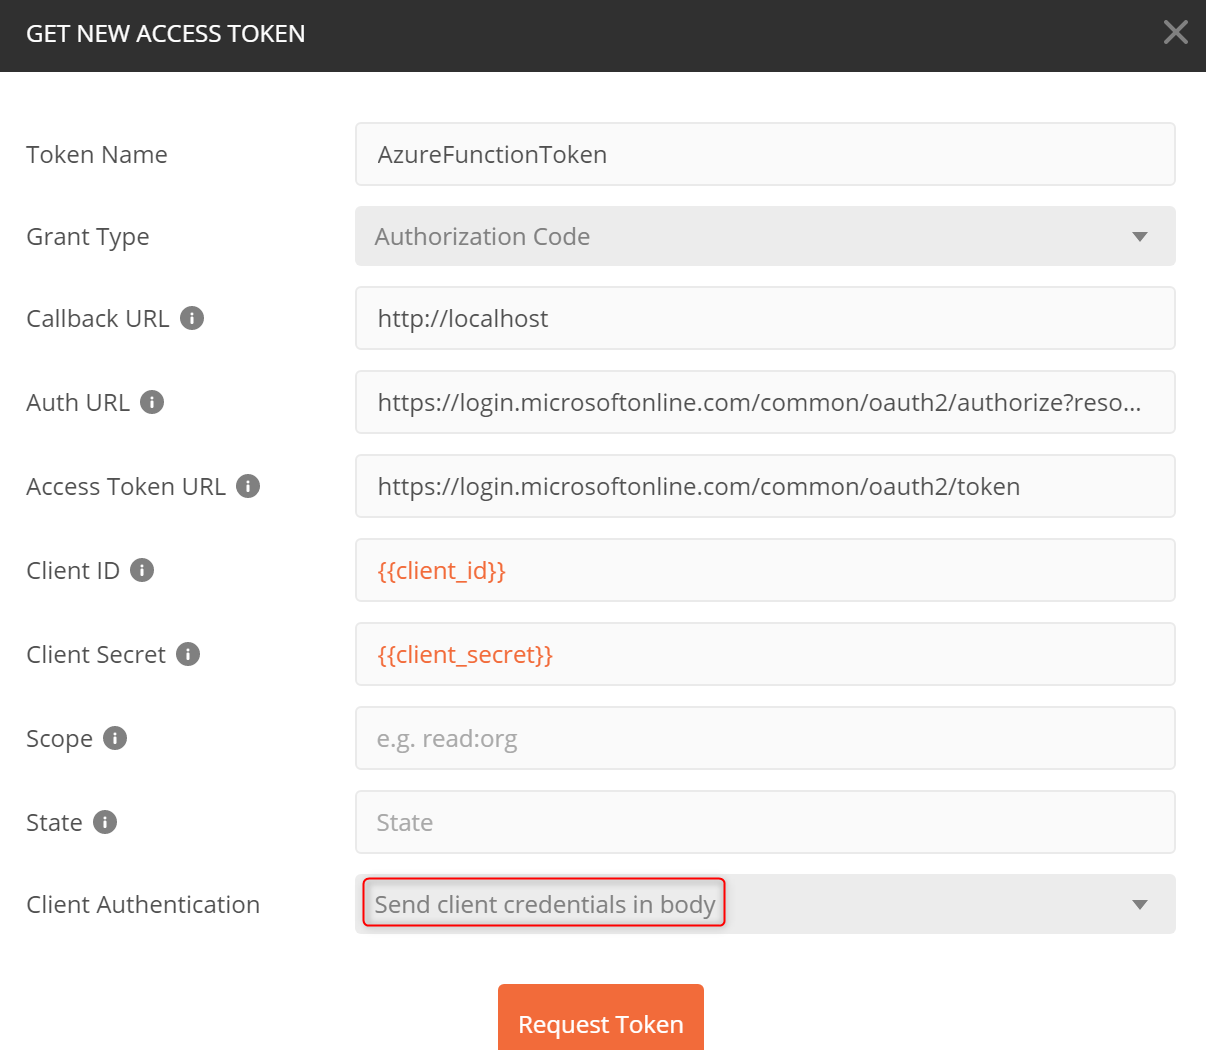 GET NEW ACCESS TOKEN
Token Name
AzureFunctionToken
Grant Type
Authorization Code
Callback URL
http://localhost
Auth URL
https://login.microsoftonline.com/common/oauth2/authorize?reso...
Access Token URL
https://login.microsoftonline.com/common/oauth2/token
Client ID
{{client_id}}
Client Secret
{{client_secret}}
Scope
e.g. read:org
State
State
Client Authentication
Send client credentials in body
Request Token